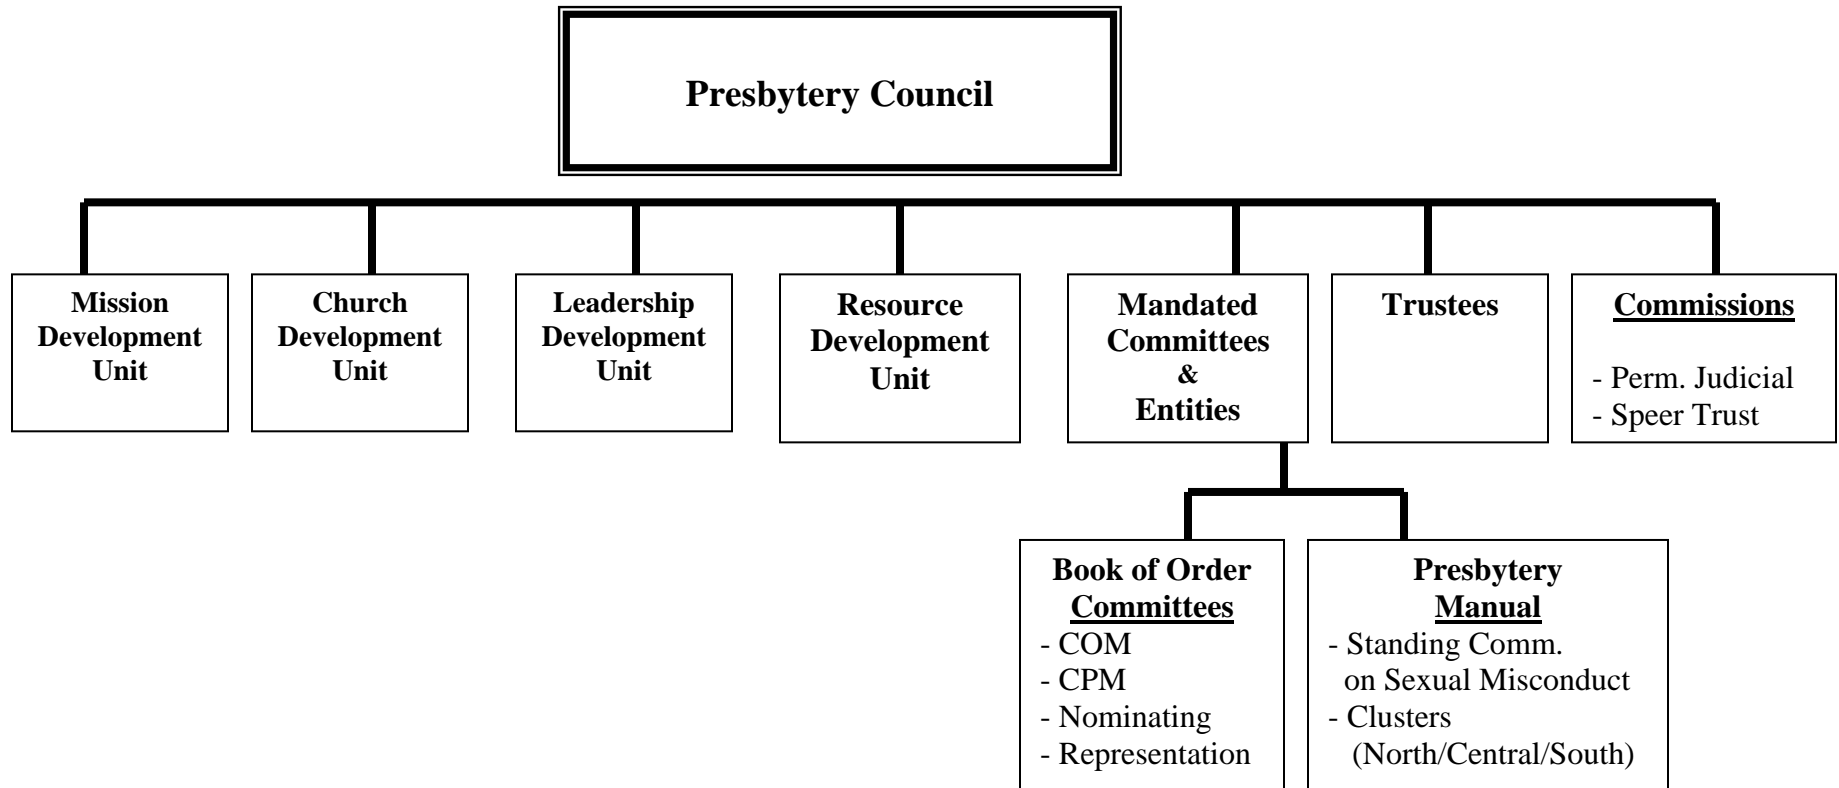 Presbytery Council
Mission
Development
Unit
Church
Development
Unit
Leadership
Development
Unit
Resource
Development
Unit
Mandated
Committees
&
Entities
Trustees
Commissions
- Perm. Judicial
- Speer Trust
Book of Order
Committees
- COM
- CPM
- Nominating
- Representation
Presbytery
Manual
- Standing Comm.
on Sexual Misconduct
- Clusters
(North/Central/South)